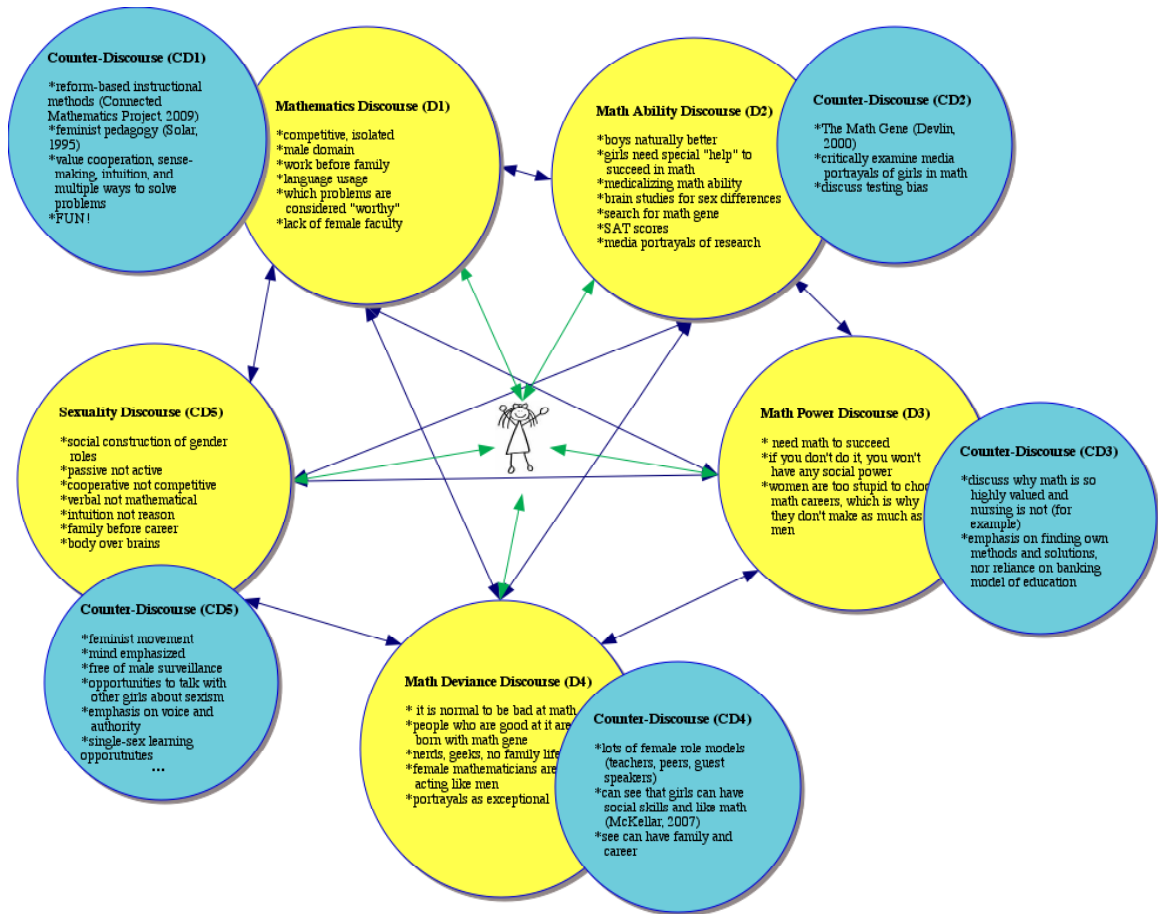 Counter-Discourse (CD1)
*reform-based instructional
methods (Connected
Mathematics Project, 2009)
*feminist pedagogy (Solar,
1995)
*value cooperation, sense-
making, intuition, and
multiple ways to solve
problems
*FUN!
Mathematics Discourse (D1)
*competitive, isolated
*male domain
*work before family
*language usage
*which problems are
considered "worthy"
*lack of female faculty
Math Ability Discourse (D2)
*boys naturally better
*girls need special "help" to
succeed in math
*medicalizing math ability
*brain studies for sex differences
*search for math gene
*SAT scores
*media portrayals of research
Counter-Discourse (CD2)
*The Math Gene (Devlin,
2000)
*critically examine media
portrayals of girls in math
*discuss testing bias
Sexuality Discourse (CD5)
*social construction of gender
roles
*passive not active
*cooperative not competitive
*verbal not mathematical
*intuition not reason
*family before career
*body over brains
Math Power Discourse (D3)
* need math to succeed
*if you don't do it, you won't
have any social power
*women are too stupid to choo
math careers, which is why
they don't make as much as
men
Counter-Discourse (CD3)
*discuss why math is so
highly valued and
nursing is not (for
example)
*emphasis on finding own
methods and solutions,
nor reliance on banking
model of education
Counter-Discourse (CD5)
*feminist movement
*mind emphasized
*free of male surveillance
*opportunities to talk with
other girls about sexism
*emphasis on voice and
authority
*single-sex learning
opporutnities
...
Math Deviance Discourse (D4)
* it is normal to be bad at math
*people who are good at it are
born with math gene
*nerds, geeks, no family life
*female mathematicians are
acting like men
*portrayals as exceptional
Counter-Discourse (CD4)
*lots of female role models
(teachers, peers, guest
speakers)
*can see that girls can have
social skills and like math
(McKellar, 2007)
*see can have family and
career